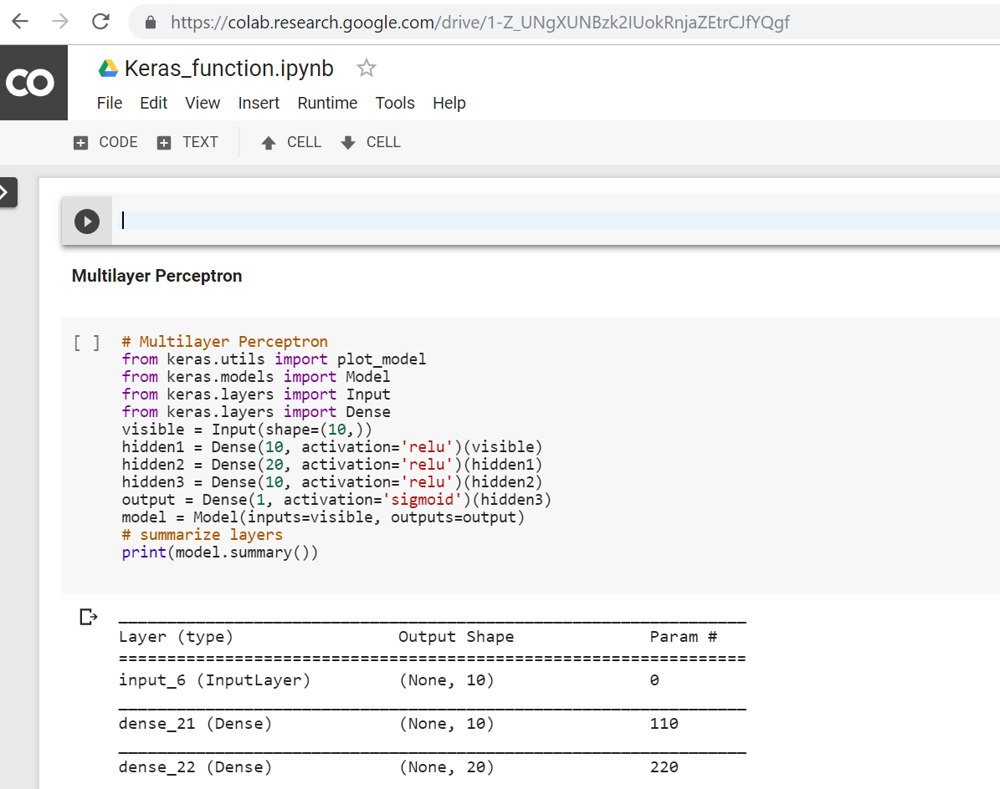 https://colab.research.google.com/drive/1-Z_UNgXUNBzk2IUokRnjaZEtrCJfYQgf
CO
Keras_function.ipynb
File Edit View Insert Runtime Tools Help
CODE TEXT CELL CELL
Multilayer Perceptron
[ ] # Multilayer Perceptron
from keras.utils import plot_model
from keras.models import Model
from keras.layers import Input
from keras.layers import Dense
visible = Input(shape=(10,))
hidden1 = Dense(10, activation='relu')(visible)
hidden2 = Dense(20, activation='relu')(hidden1)
hidden3 = Dense(10, activation='relu')(hidden2)
output = Dense(1, activation='sigmoid')(hidden3)
model = Model(inputs=visible, outputs=output)
# summarize layers
print(model.summary())
_________________________________________________________________
Layer (type) Output Shape Param #
=================================================================
input_6 (InputLayer) (None, 10) 0
_________________________________________________________________
dense_21 (Dense) (None, 10) 110
_________________________________________________________________
dense_22 (Dense) (None, 20) 220